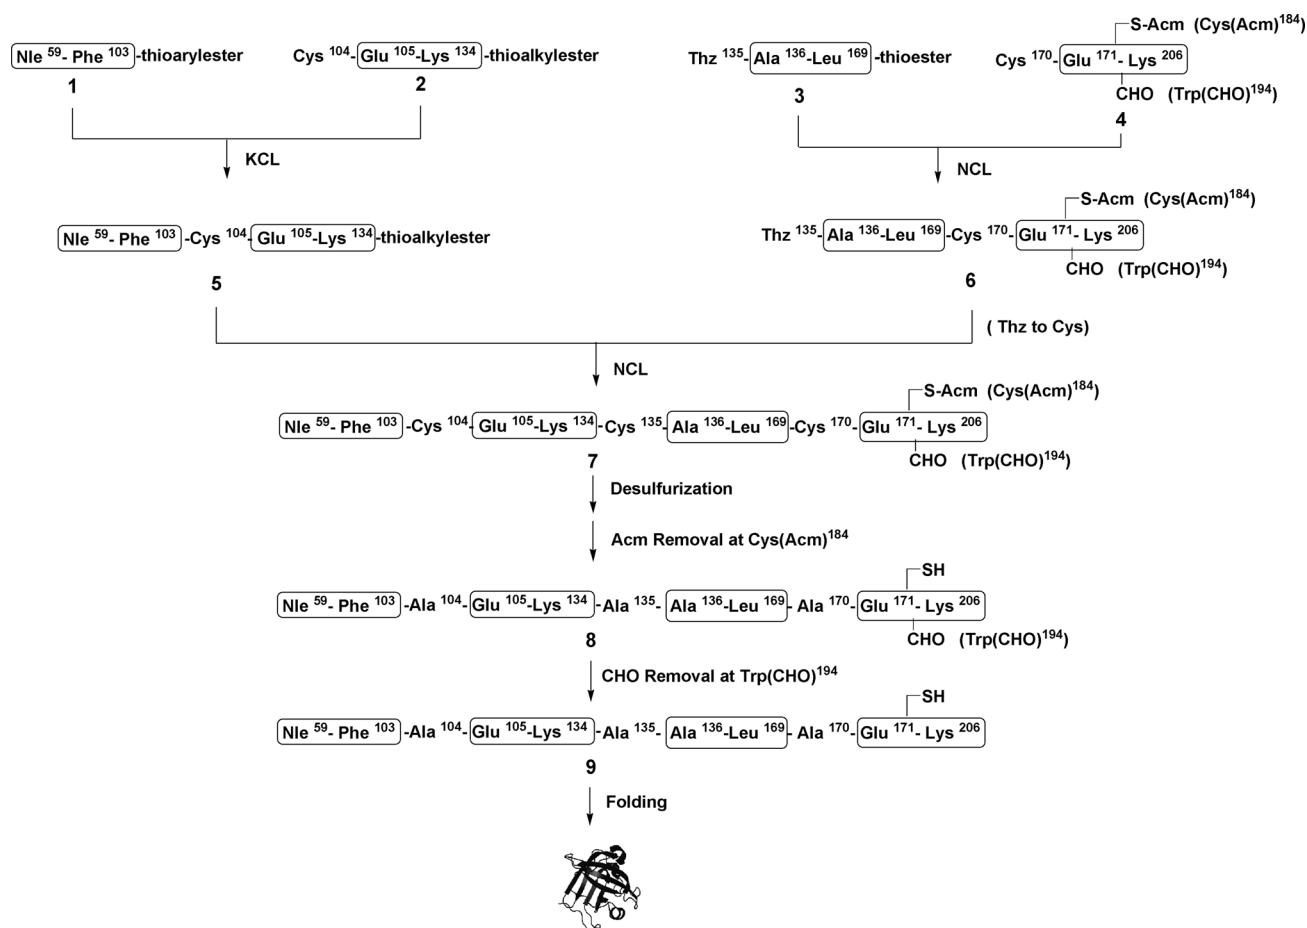 S-Acm (Cys(Acm)184)
Nle 59- Phe 103 -thioarylester
Cys 104- Glu 105-Lys 134 -thioalkylester
Thz 135- Ala 136-Leu 169 -thioester
Cys 170- Glu 171- Lys 206
1
2
3
CHO (Trp(CHO)194)
4
KCL
NCL
S-Acm (Cys(Acm)184)
Nle 59- Phe 103 -Cys 104- Glu 105-Lys 134 -thioalkylester
Thz 135- Ala 136-Leu 169 -Cys 170- Glu 171- Lys 206
CHO (Trp(CHO)194)
5
6
( Thz to Cys)
NCL
S-Acm (Cys(Acm)184)
Nle 59- Phe 103 -Cys 104- Glu 105-Lys 134 -Cys 135- Ala 136-Leu 169 -Cys 170- Glu 171- Lys 206
CHO (Trp(CHO)194)
7
Desulfurization
Acm Removal at Cys(Acm)184
SH
Nle 59- Phe 103 -Ala 104- Glu 105-Lys 134 -Ala 135- Ala 136-Leu 169 - Ala 170- Glu 171- Lys 206
CHO (Trp(CHO)194)
8
CHO Removal at Trp(CHO)194
SH
Nle 59- Phe 103 -Ala 104- Glu 105-Lys 134 -Ala 135- Ala 136-Leu 169 -Ala 170- Glu 171- Lys 206
9
Folding